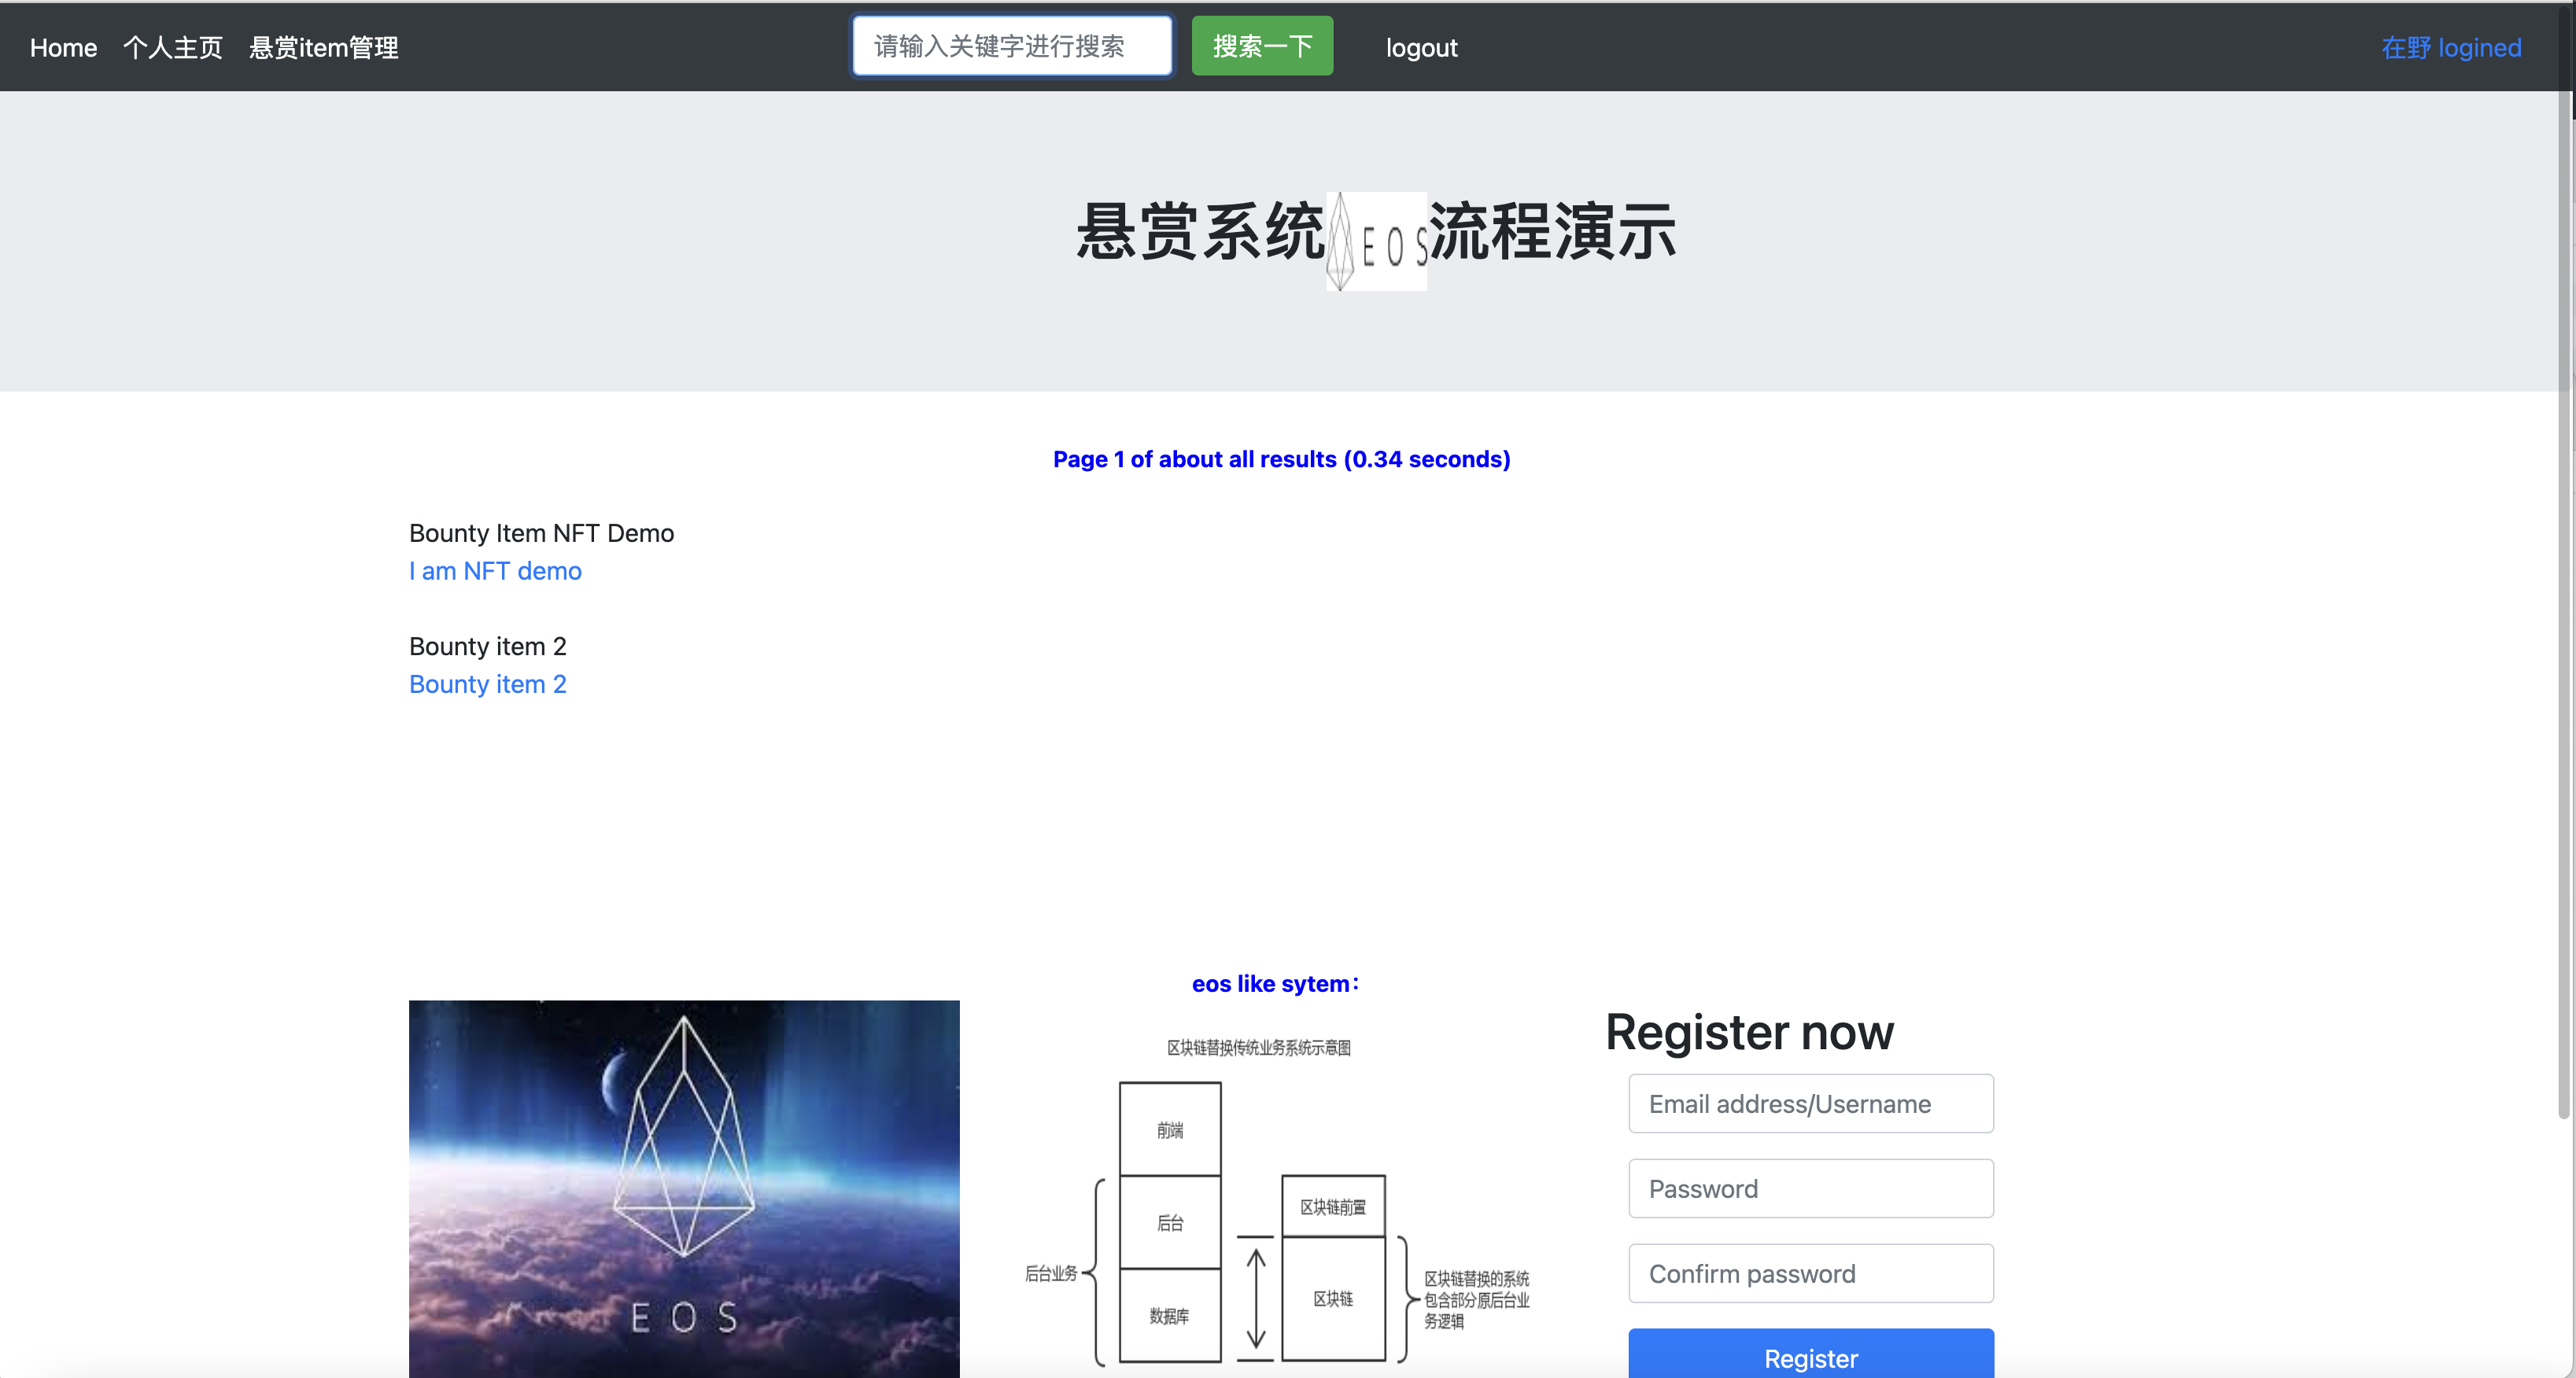 Home 个人主页 悬赏item管理 请输入关键字进行搜索 搜索一下 logout 在野 logined
悬赏系统 EOS 流程演示
Page 1 of about all results (0.34 seconds)
Bounty Item NFT Demo
I am NFT demo
Bounty item 2
Bounty item 2
eos like sytem：
EOS
区块链替换传统业务系统示意图
前端
后台
数据库
后台业务
区块链前置
区块链
区块链替换的系统
包含部分原后台业
务逻辑
Register now
Email address/Username
Password
Confirm password
Register